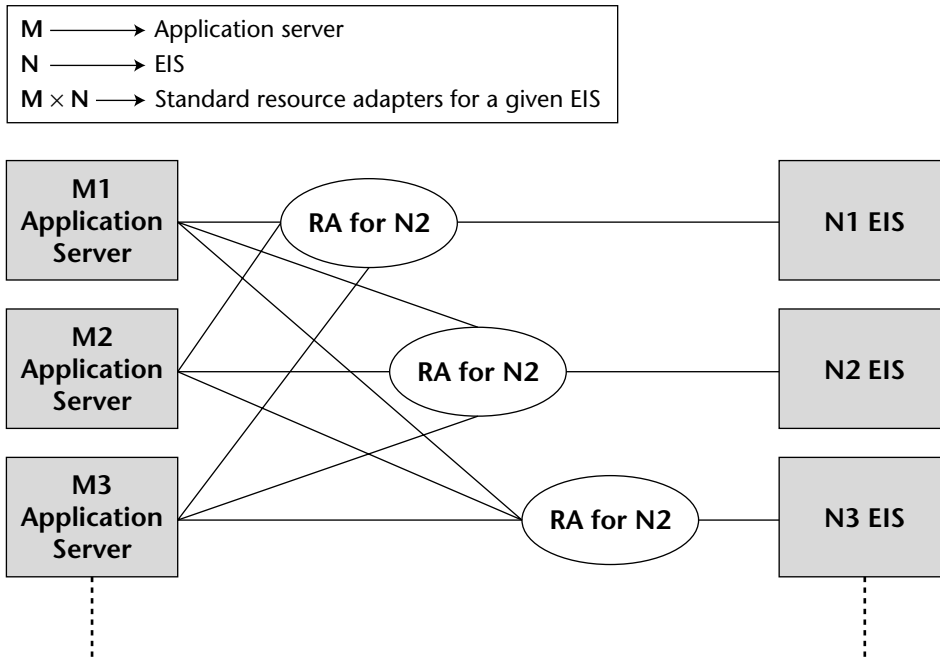 M → Application server
N → EIS
M × N → Standard resource adapters for a given EIS
M1
Application
Server
RA for N2
N1 EIS
M2
Application
Server
RA for N2
N2 EIS
M3
Application
Server
RA for N2
N3 EIS